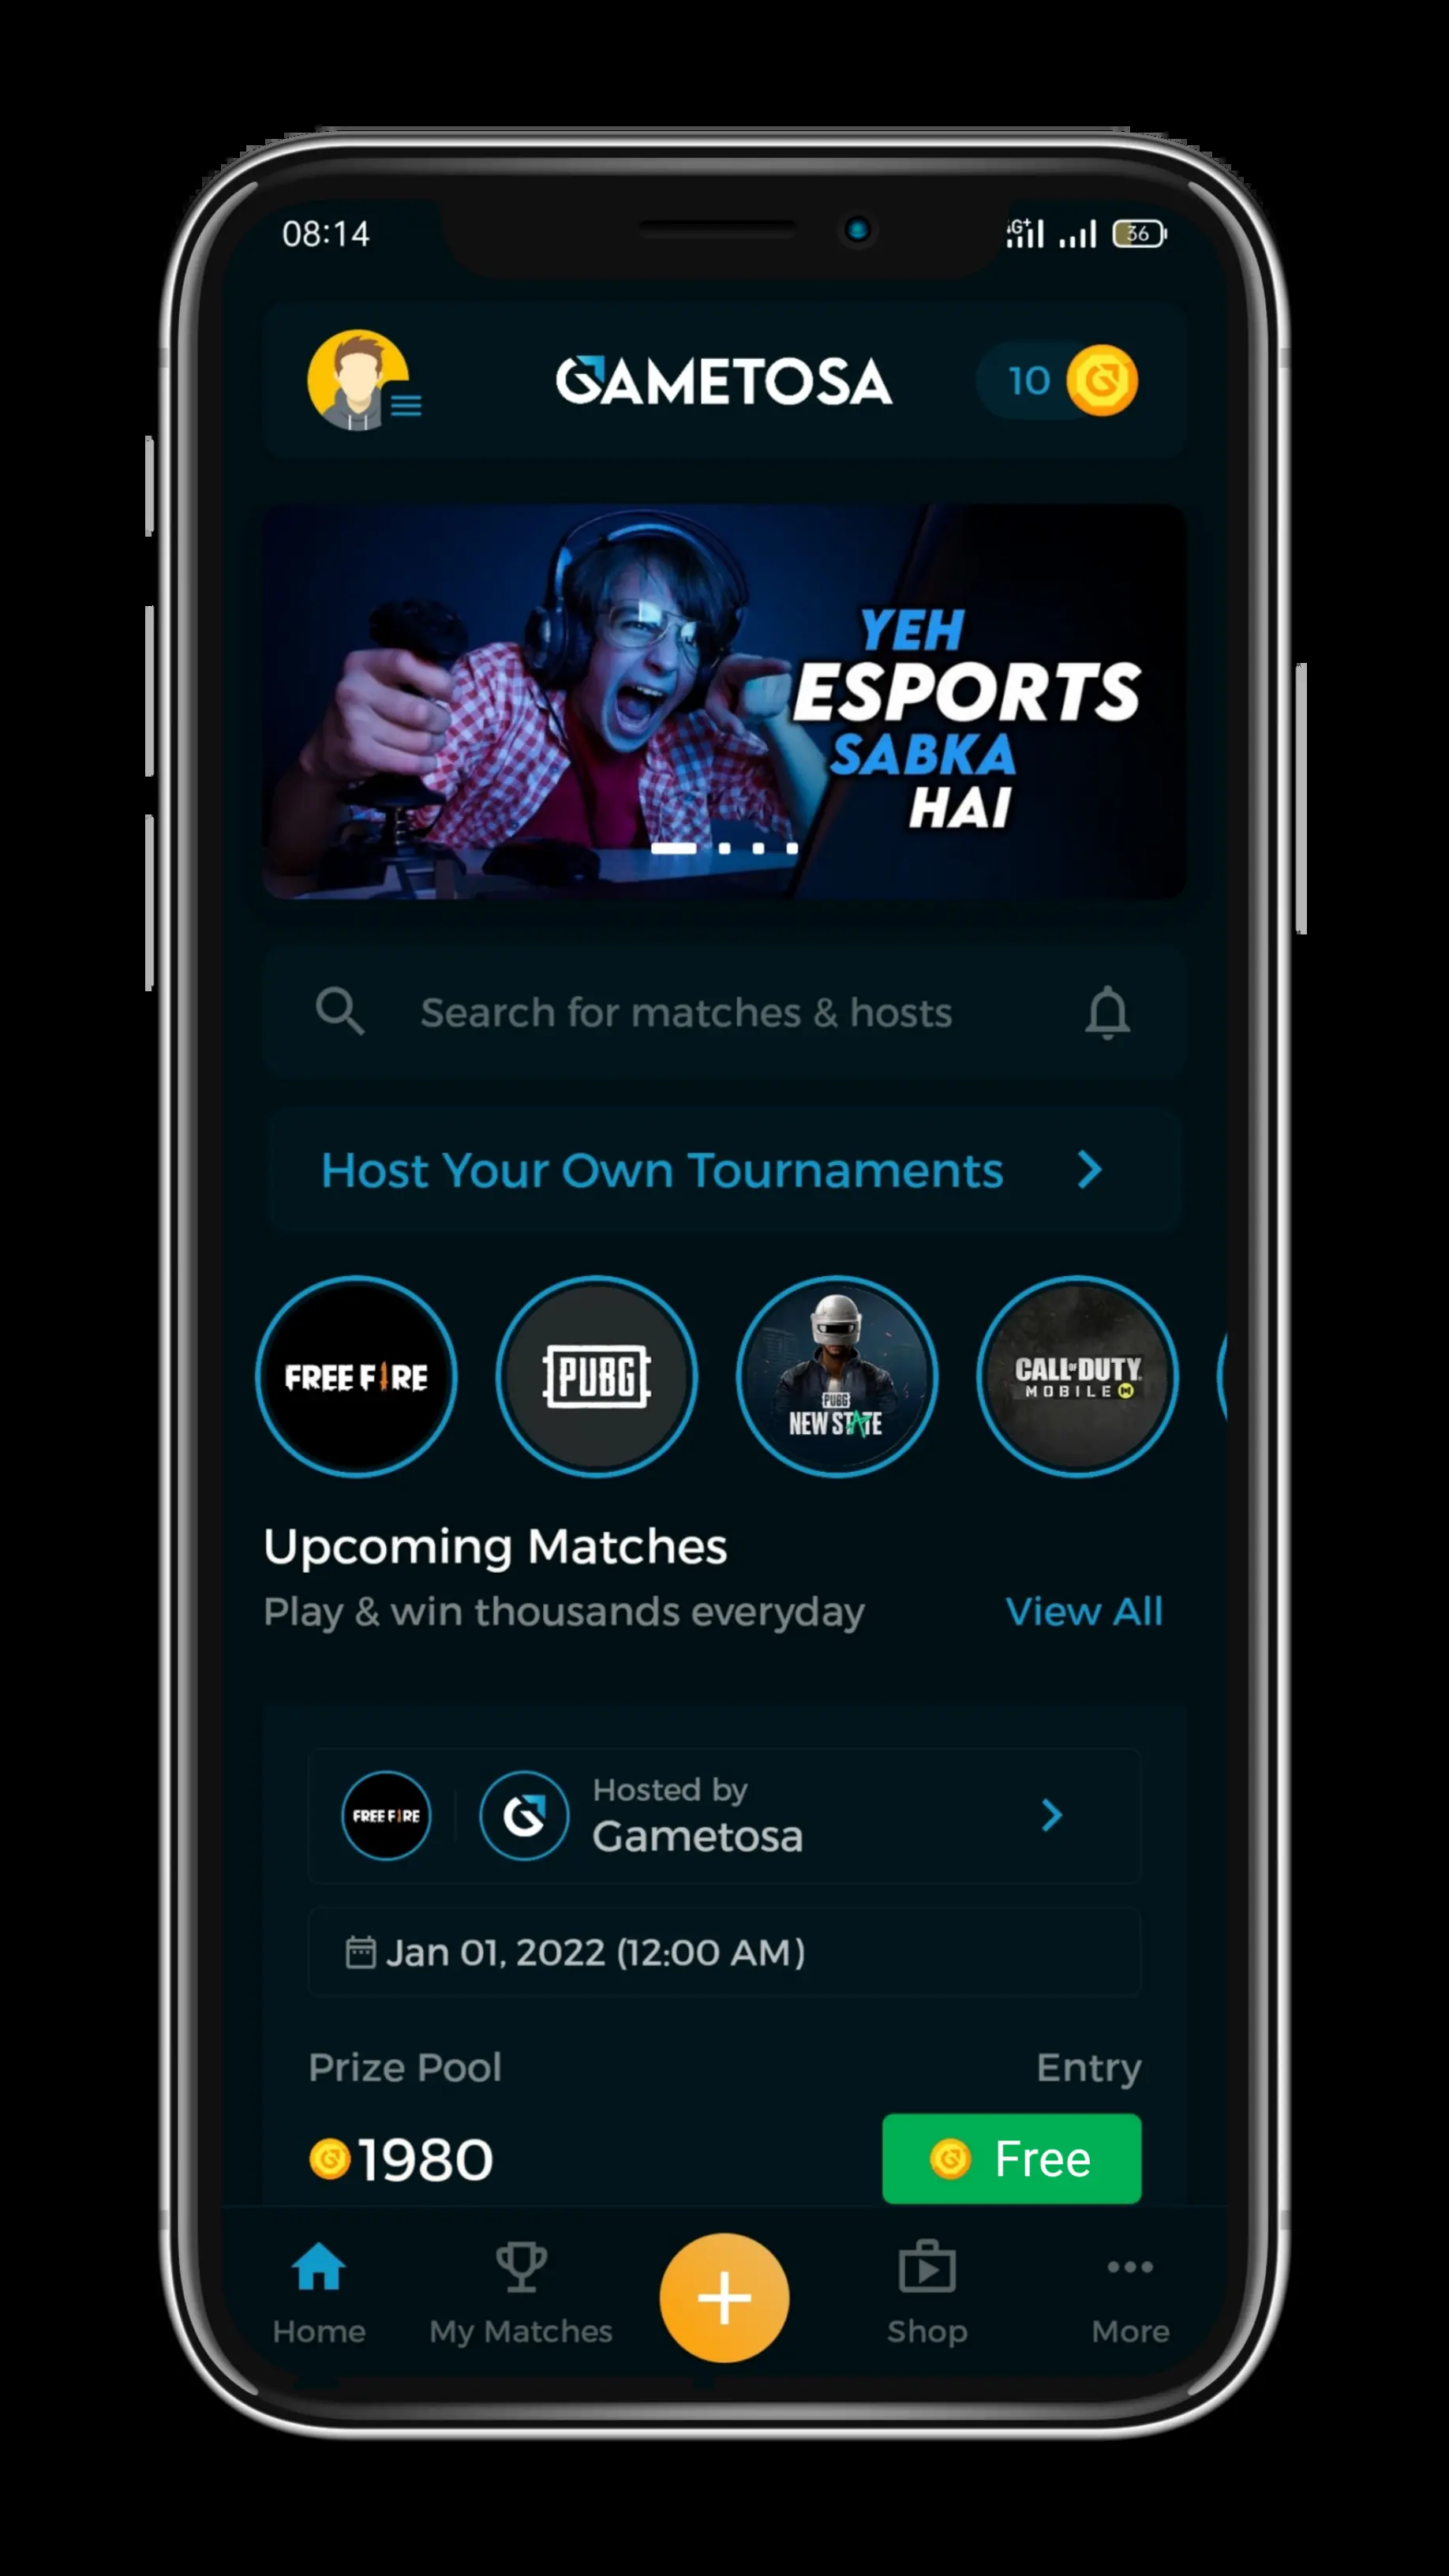 08:14
G+
36
GAMETOSA
10
YEH
ESPORTS
SABKA
HAI
Search for matches & hosts
Host Your Own Tournaments
FREE FIRE
PUBG
PUBG
NEW STATE
CALL OF DUTY
MOBILE
Upcoming Matches
Play & win thousands everyday
View All
FREE FIRE
Hosted by
Gametosa
Jan 01, 2022 (12:00 AM)
Prize Pool
Entry
1980
Free
Home
My Matches
Shop
More